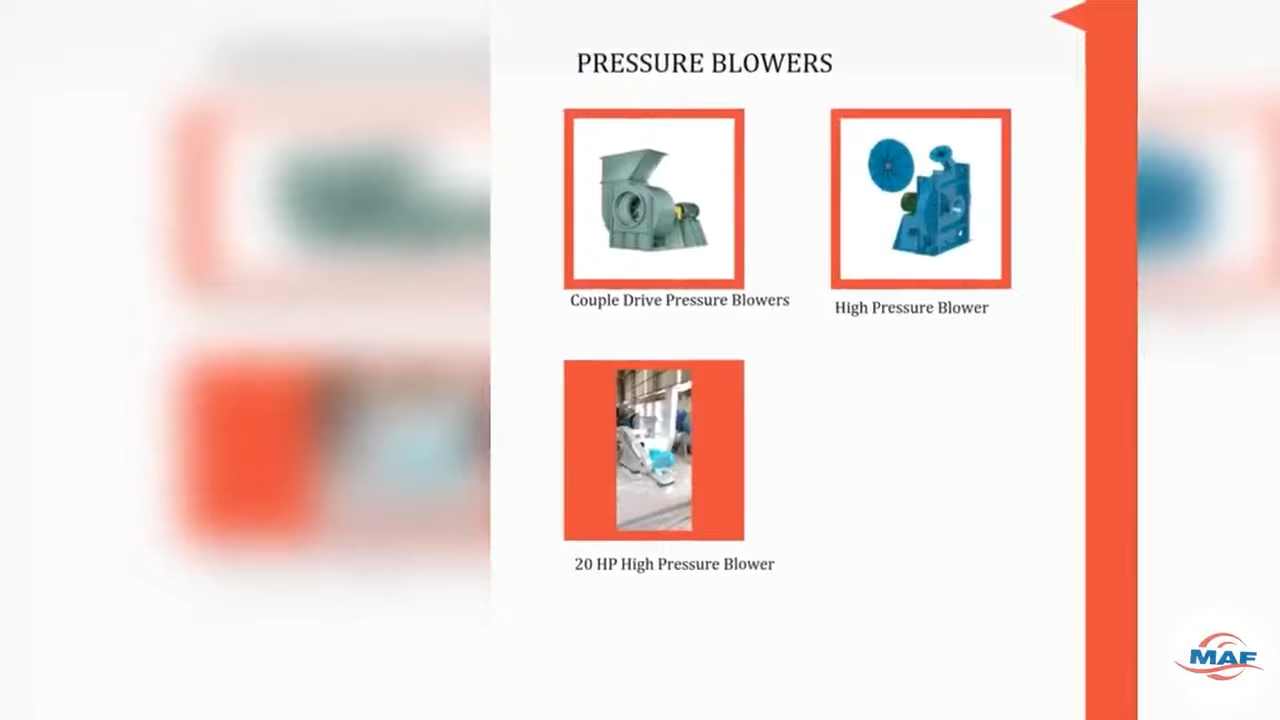 PRESSURE BLOWERS
Couple Drive Pressure Blowers
High Pressure Blower
20 HP High Pressure Blower
MAF